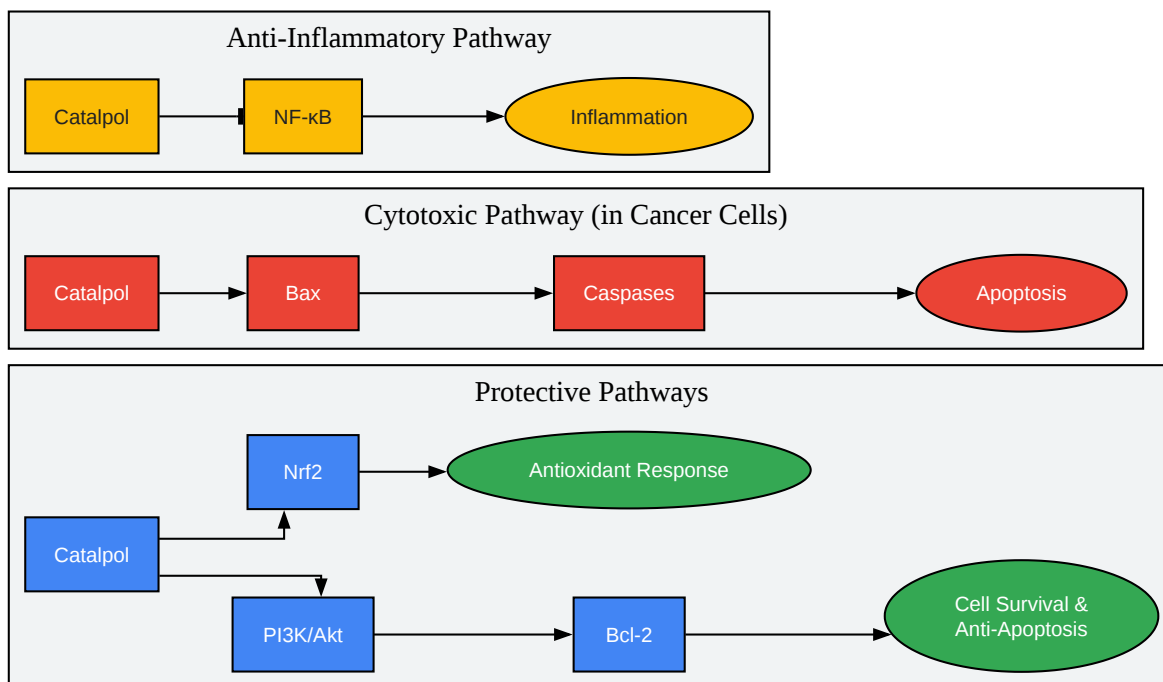 Anti-Inflammatory Pathway
Catalpol
NF-κB
Inflammation
Cytotoxic Pathway (in Cancer Cells)
Catalpol
Bax
Caspases
Apoptosis
Protective Pathways
Nrf2
Antioxidant Response
Catalpol
PI3K/Akt
Bcl-2
Cell Survival &
Anti-Apoptosis